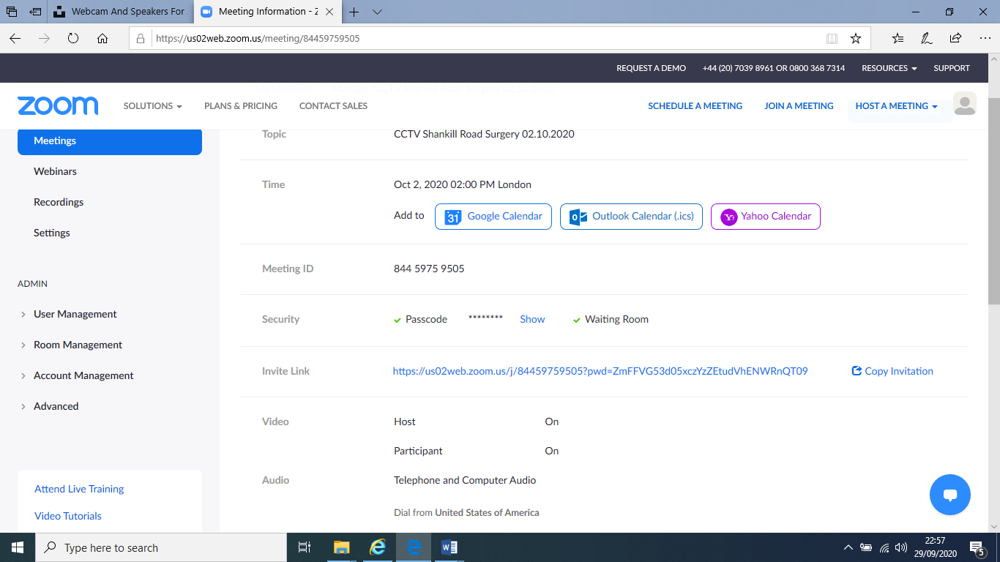 Webcam And Speakers For
Meeting Information - Z
https://us02web.zoom.us/meeting/84459759505
REQUEST A DEMO +44 (20) 7039 8961 OR 0800 368 7314 RESOURCES SUPPORT
zoom SOLUTIONS PLANS & PRICING CONTACT SALES SCHEDULE A MEETING JOIN A MEETING HOST A MEETING
Meetings
Webinars
Recordings
Settings
ADMIN
User Management
Room Management
Account Management
Advanced
Attend Live Training
Video Tutorials
Topic CCTV Shankill Road Surgery 02.10.2020
Time Oct 2, 2020 02:00 PM London
Add to 31 Google Calendar Outlook Calendar (.ics) Yahoo Calendar
Meeting ID 844 5975 9505
Security Passcode ******** Show Waiting Room
Invite Link https://us02web.zoom.us/j/84459759505?pwd=ZmFFVG53d05xczYzZEtudVhENWRnQT09 Copy Invitation
Video Host On
Participant On
Audio Telephone and Computer Audio
Dial from United States of America
Type here to search
22:57
29/09/2020
5